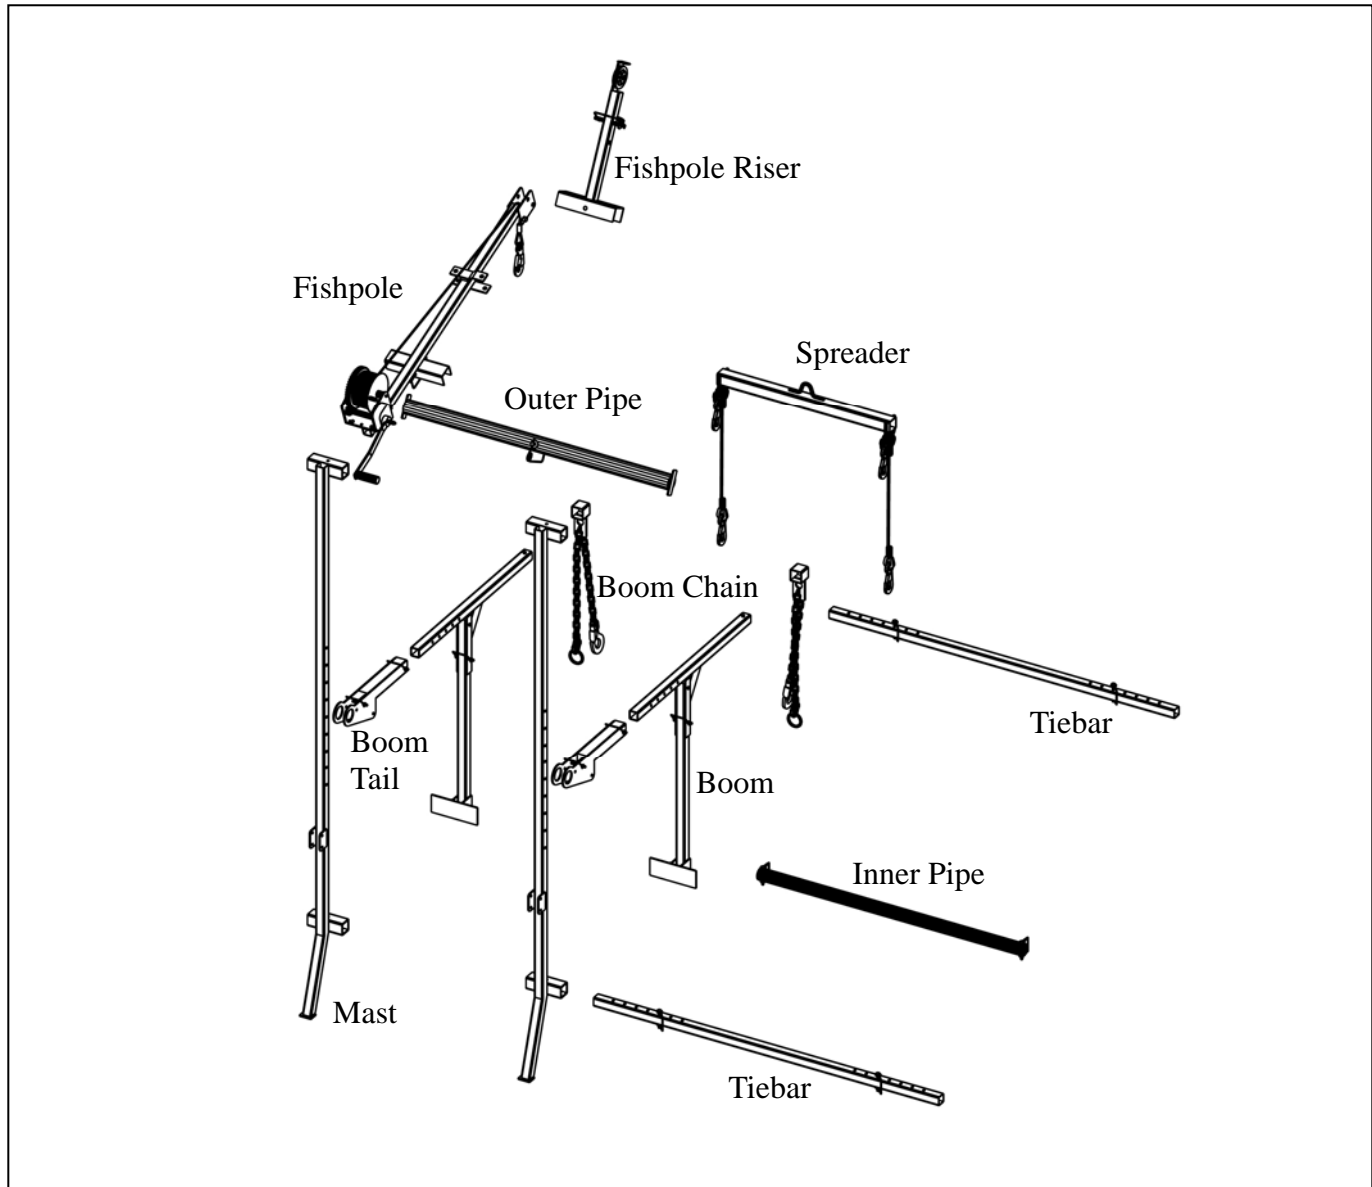 Fishpole Riser
Fishpole
Spreader
Outer Pipe
Boom Chain
Tiebar
Boom
Tail
Boom
Inner Pipe
Mast
Tiebar